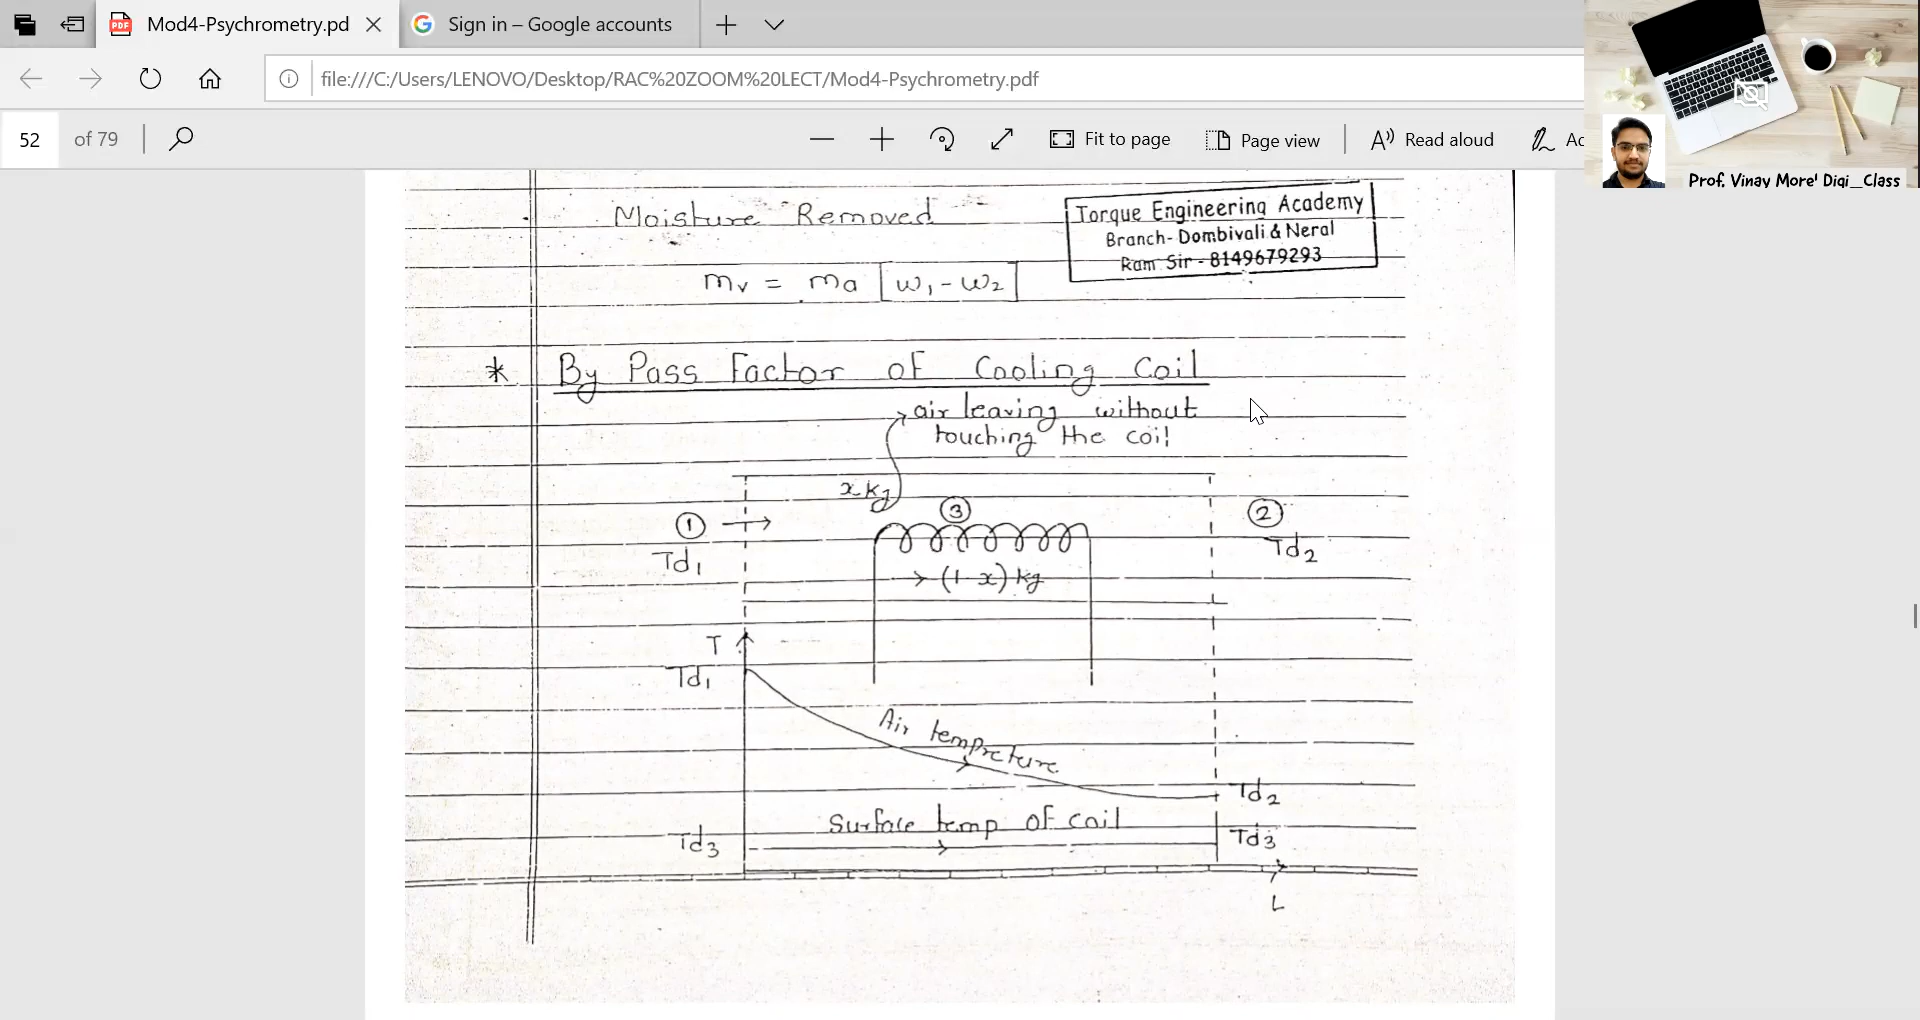 Mod4-Psychrometry.pd
Sign in – Google accounts
file:///C:/Users/LENOVO/Desktop/RAC%20ZOOM%20LECT/Mod4-Psychrometry.pdf
52 of 79
Fit to page
Page view
Read aloud
Ac
Prof. Vinay More' Digi_Class
Moisture Removed
Torque Engineering Academy
Branch- Dombivali & Neral
Ram Sir - 8149679293
mv = ma [w1 - w2]
* By Pass Factor of Cooling Coil
air leaving without
touching the coil
x kg
1
3
2
Td1
Td2
(1-x) kg
T
Td1
Air tempreture
Td2
Surface temp of coil
Td3
Td3
L